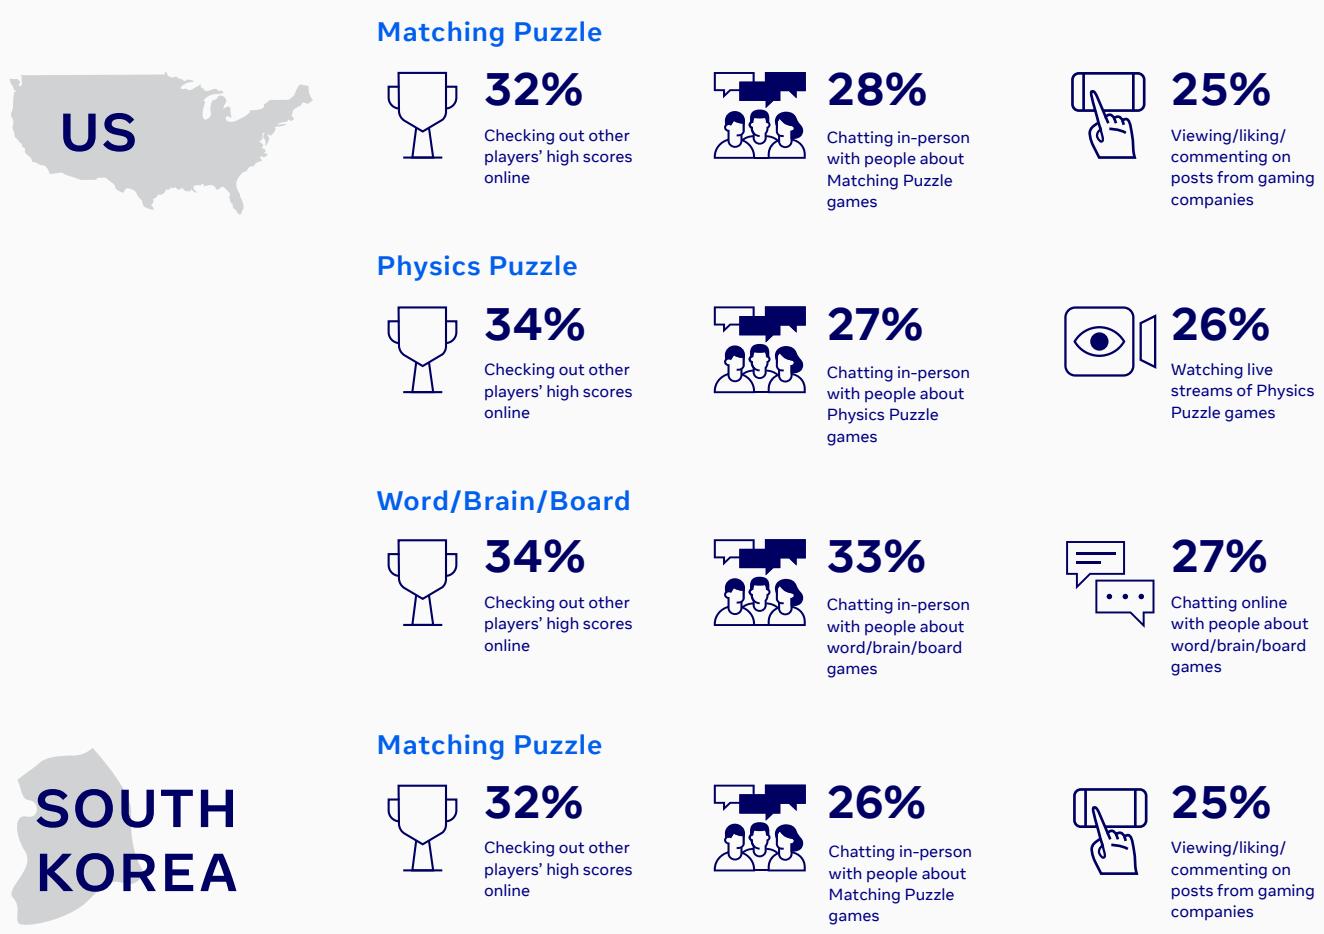 Matching Puzzle
US
32%
Checking out other
players’ high scores
online
28%
Chatting in-person
with people about
Matching Puzzle
games
25%
Viewing/liking/
commenting on
posts from gaming
companies
Physics Puzzle
34%
Checking out other
players’ high scores
online
27%
Chatting in-person
with people about
Physics Puzzle
games
26%
Watching live
streams of Physics
Puzzle games
Word/Brain/Board
34%
Checking out other
players’ high scores
online
33%
Chatting in-person
with people about
word/brain/board
games
27%
Chatting online
with people about
word/brain/board
games
SOUTH
KOREA
Matching Puzzle
32%
Checking out other
players’ high scores
online
26%
Chatting in-person
with people about
Matching Puzzle
games
25%
Viewing/liking/
commenting on
posts from gaming
companies